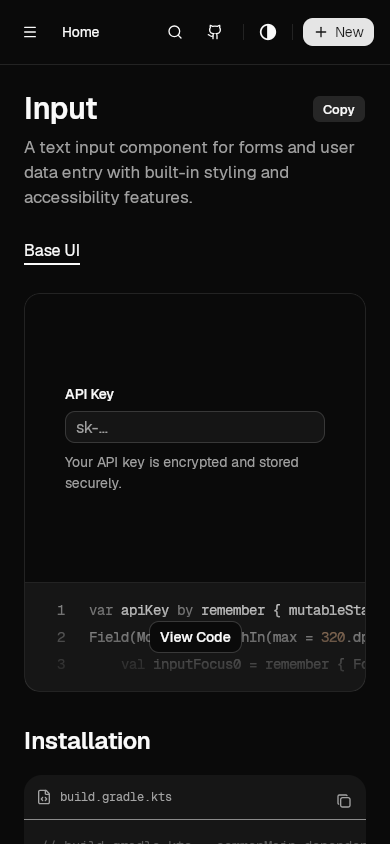 Home
New
Input
Copy
A text input component for forms and user
data entry with built-in styling and
accessibility features.
Base UI
API Key
sk-...
Your API key is encrypted and stored
securely.
1 var apiKey by remember { mutableSta
2 Field(Mo hIn(max = 320.dp
View Code
3 val inputFocus0 = remember { Fo
Installation
build.gradle.kts